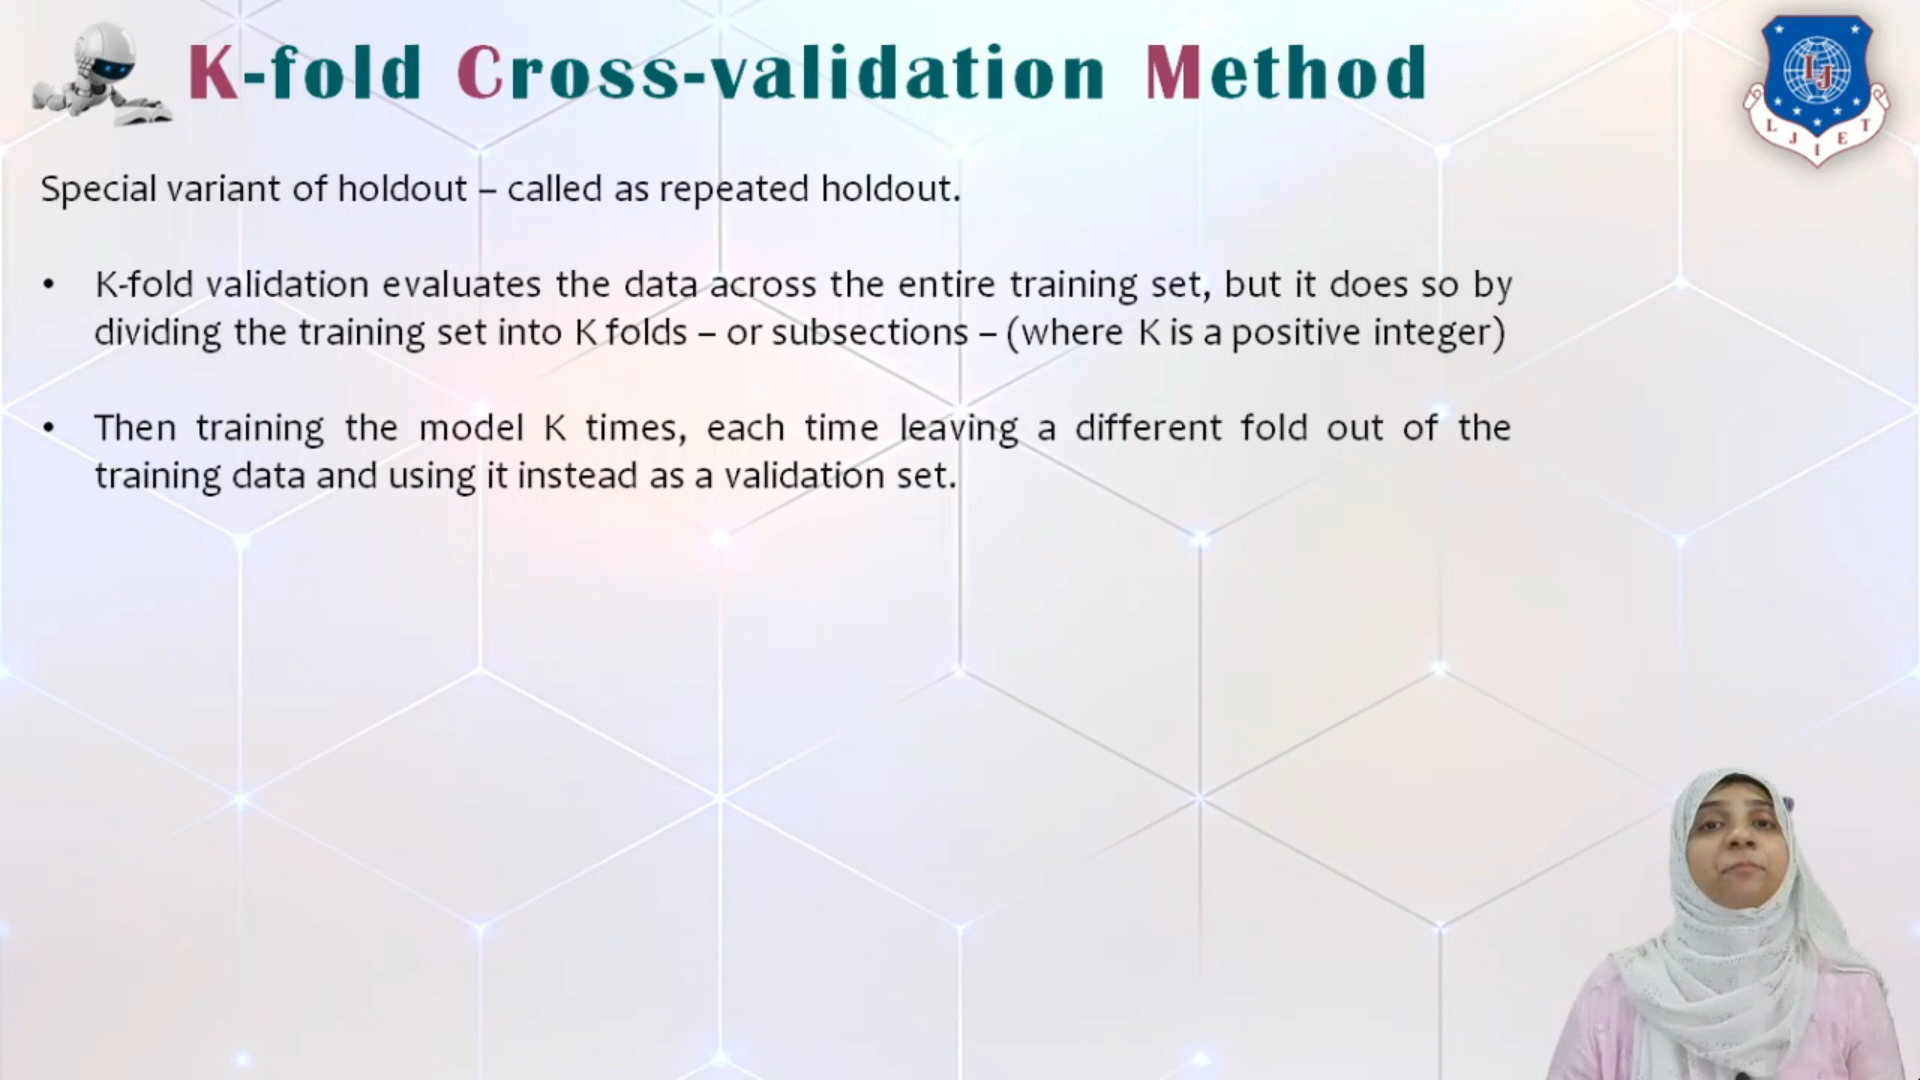 K-fold Cross-validation Method
LJ
L J I E T
Special variant of holdout – called as repeated holdout.
• K-fold validation evaluates the data across the entire training set, but it does so by
dividing the training set into K folds – or subsections – (where K is a positive integer)
• Then training the model K times, each time leaving a different fold out of the
training data and using it instead as a validation set.